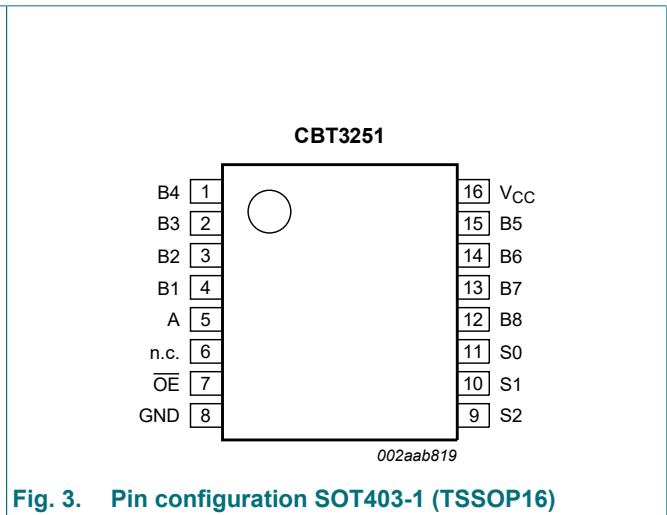 CBT3251
B4 1 16 VCC
B3 2 15 B5
B2 3 14 B6
B1 4 13 B7
A 5 12 B8
n.c. 6 11 S0
OE 7 10 S1
GND 8 9 S2
002aab819
Fig. 3. Pin configuration SOT403-1 (TSSOP16)